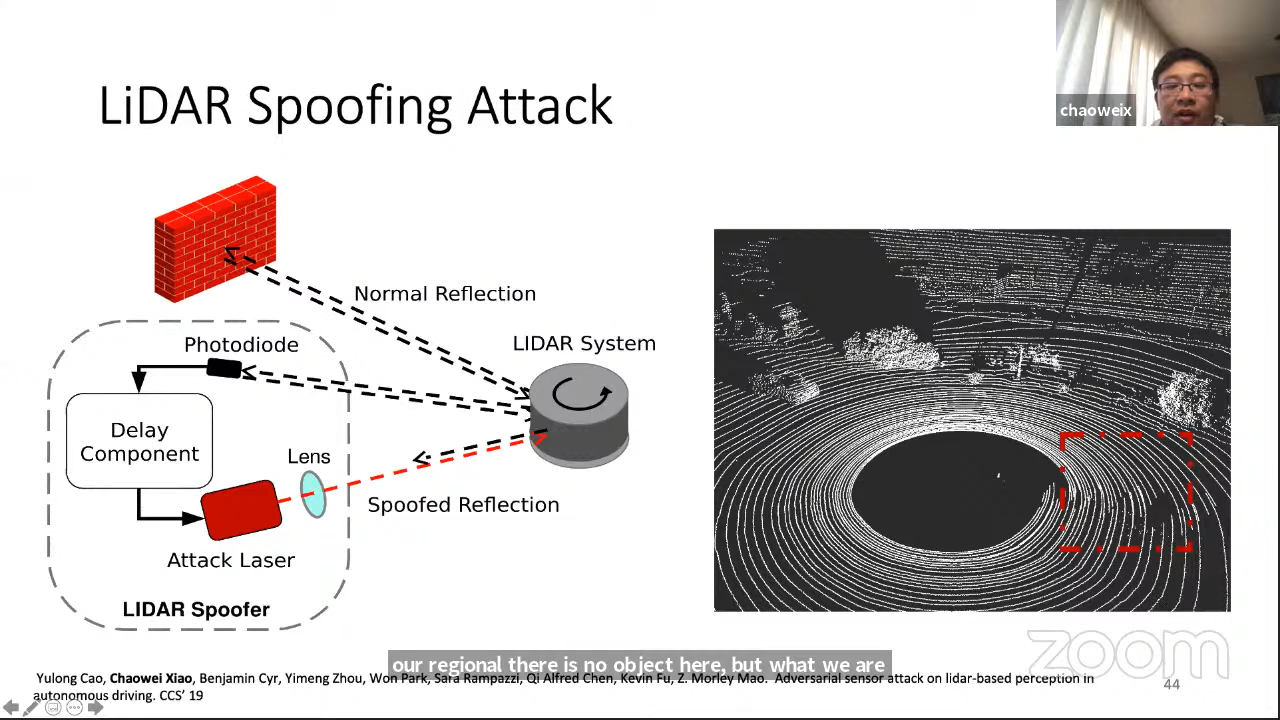 chaoweix
LiDAR Spoofing Attack
Normal Reflection
Photodiode
LIDAR System
Delay
Component
Lens
Spoofed Reflection
Attack Laser
LIDAR Spoofer
zoom
our regional there is no object here, but what we are
Yulong Cao, Chaowei Xiao, Benjamin Cyr, Yimeng Zhou, Won Park, Sara Rampazzi, Qi Alfred Chen, Kevin Fu, Z. Morley Mao. Adversarial sensor attack on lidar-based perception in
autonomous driving. CCS' 19
44